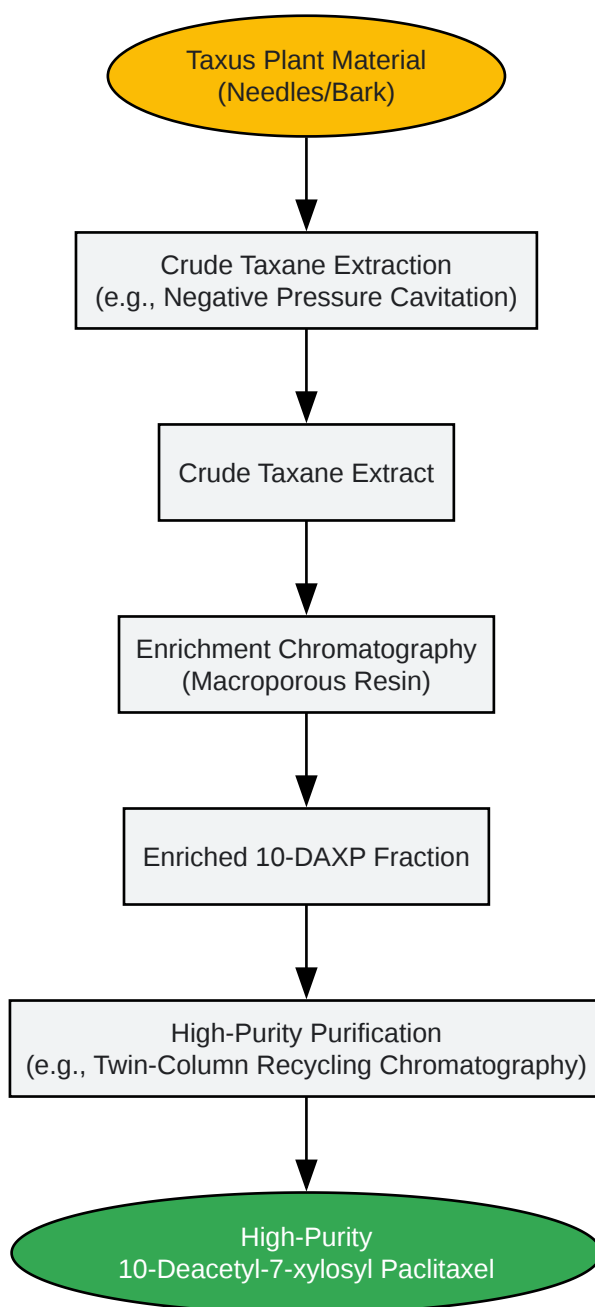 Taxus Plant Material
(Needles/Bark)
Crude Taxane Extraction
(e.g., Negative Pressure Cavitation)
Crude Taxane Extract
Enrichment Chromatography
(Macroporous Resin)
Enriched 10-DAXP Fraction
High-Purity Purification
(e.g., Twin-Column Recycling Chromatography)
High-Purity
10-Deacetyl-7-xylosyl Paclitaxel